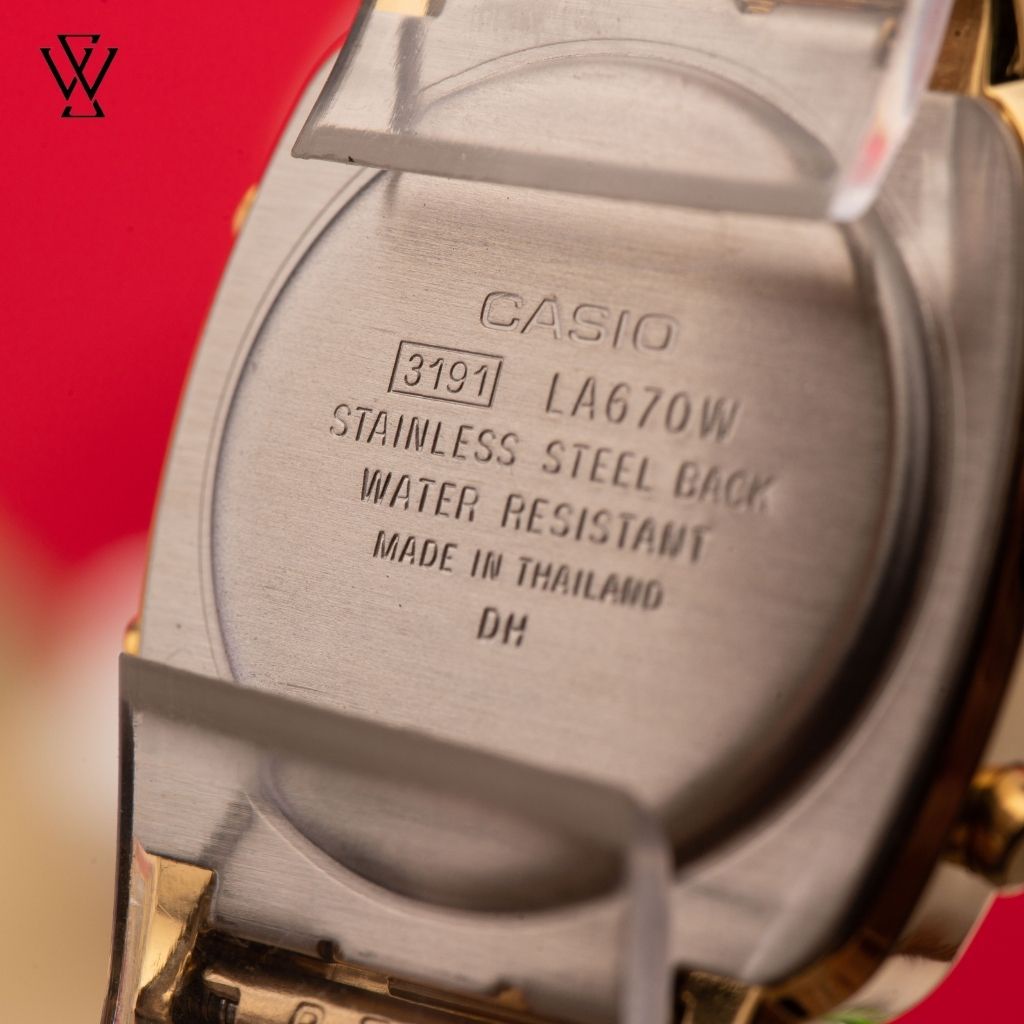 CASIO
3191 LA670W
STAINLESS STEEL BACK
WATER RESISTANT
MADE IN THAILAND
DH